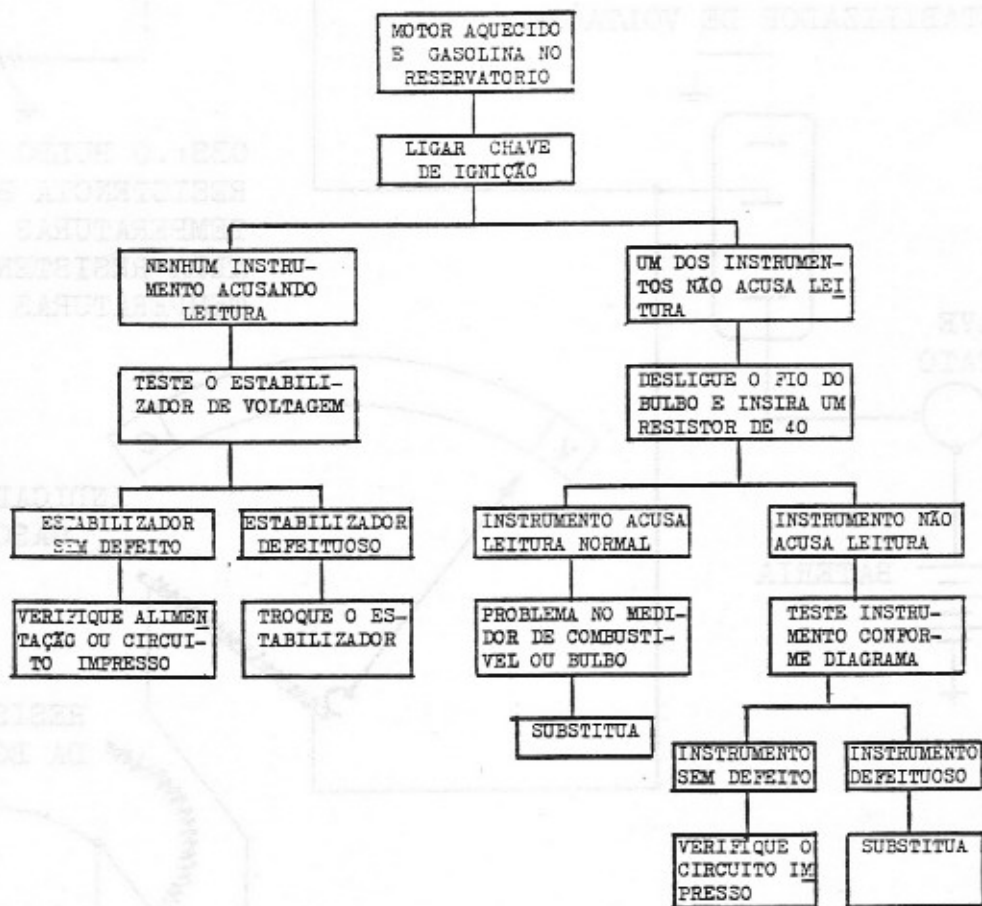 MOTOR AQUECIDO
E GASOLINA NO
RESERVATORIO
LIGAR CHAVE
DE IGNIÇÃO
NENHUM INSTRU-
MENTO ACUSANDO
LEITURA
UM DOS INSTRUMEN-
TOS NÃO ACUSA LEI
TURA
TESTE O ESTABILI-
ZADOR DE VOLTAGEM
DESLIGUE O FIO DO
BULBO E INSIRA UM
RESISTOR DE 40
ESTABILIZADOR
SEM DEFEITO
ESTABILIZADOR
DEFEITUOSO
INSTRUMENTO ACUSA
LEITURA NORMAL
INSTRUMENTO NÃO
ACUSA LEITURA
VERIFIQUE ALIMEN
TAÇÃO OU CIRCUI-
TO IMPRESSO
TROQUE O ES-
TABILIZADOR
PROBLEMA NO MEDI
DOR DE COMBUSTI-
VEL OU BULBO
TESTE INSTRU-
MENTO CONFOR-
ME DIAGRAMA
SUBSTITUA
INSTRUMENTO
SEM DEFEITO
INSTRUMENTO
DEFEITUOSO
VERIFIQUE O
CIRCUITO IM
PRESSO
SUBSTITUA